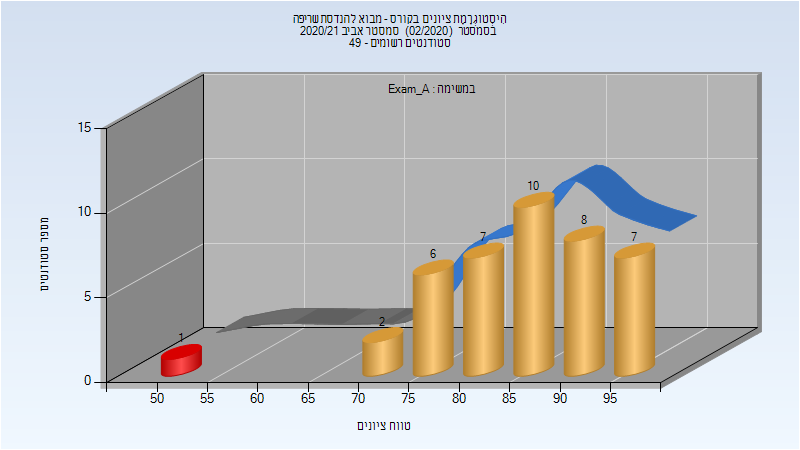 הִיסְטוֹגְרָמַת ציונים בקורס - מבוא להנדסת שריפה
בסמסטר (02/2020) סמסטר אביב 2020/21
סטודנטים רשומים - 49
במשימה : Exam_A
מספר סטודנטים
15
10
5
0
1
2
6
7
10
8
7
50 55 60 65 70 75 80 85 90 95
טווח ציונים